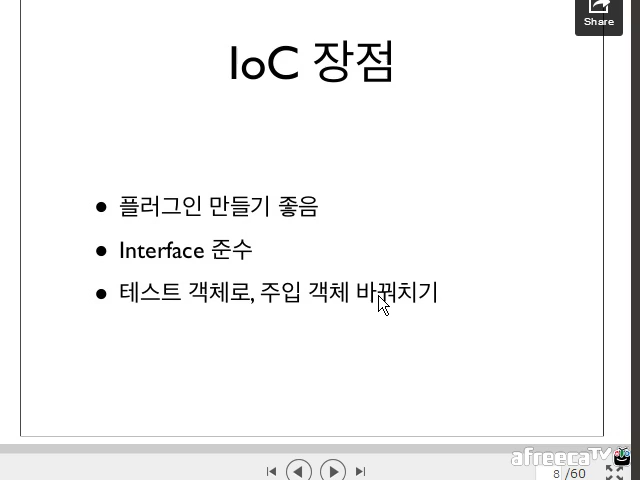 Share
IoC 장점
● 플러그인 만들기 좋음
● Interface 준수
● 테스트 객체로, 주입 객체 바꿔치기
afreecaTV
8 /60